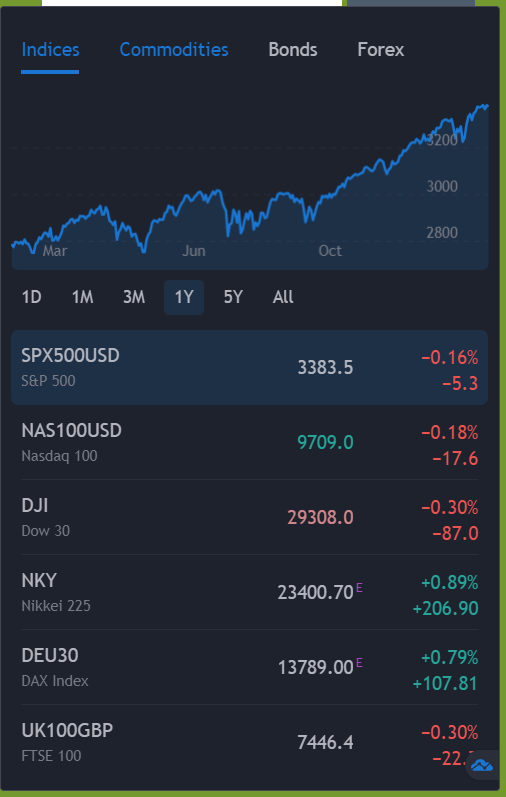 Indices Commodities Bonds Forex
3200
3000
2800
Mar Jun Oct
1D 1M 3M 1Y 5Y All
SPX500USD 3383.5 −0.16%
S&P 500 −5.3
NAS100USD 9709.0 −0.18%
Nasdaq 100 −17.6
DJI 29308.0 −0.30%
Dow 30 −87.0
NKY 23400.70 E +0.89%
Nikkei 225 +206.90
DEU30 13789.00 E +0.79%
DAX Index +107.81
UK100GBP 7446.4 −0.30%
FTSE 100 −22.